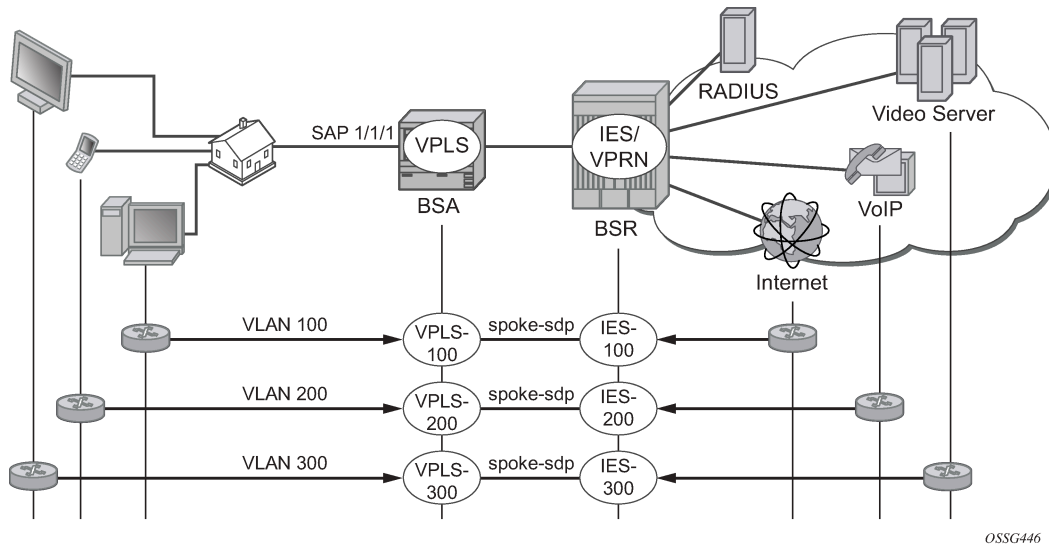 RADIUS
Video Server
SAP 1/1/1
VPLS
BSA
IES/
VPRN
BSR
VoIP
Internet
VLAN 100
VPLS-
100
spoke-sdp
IES-
100
VLAN 200
VPLS-
200
spoke-sdp
IES-
200
VLAN 300
VPLS-
300
spoke-sdp
IES-
300
OSSG446